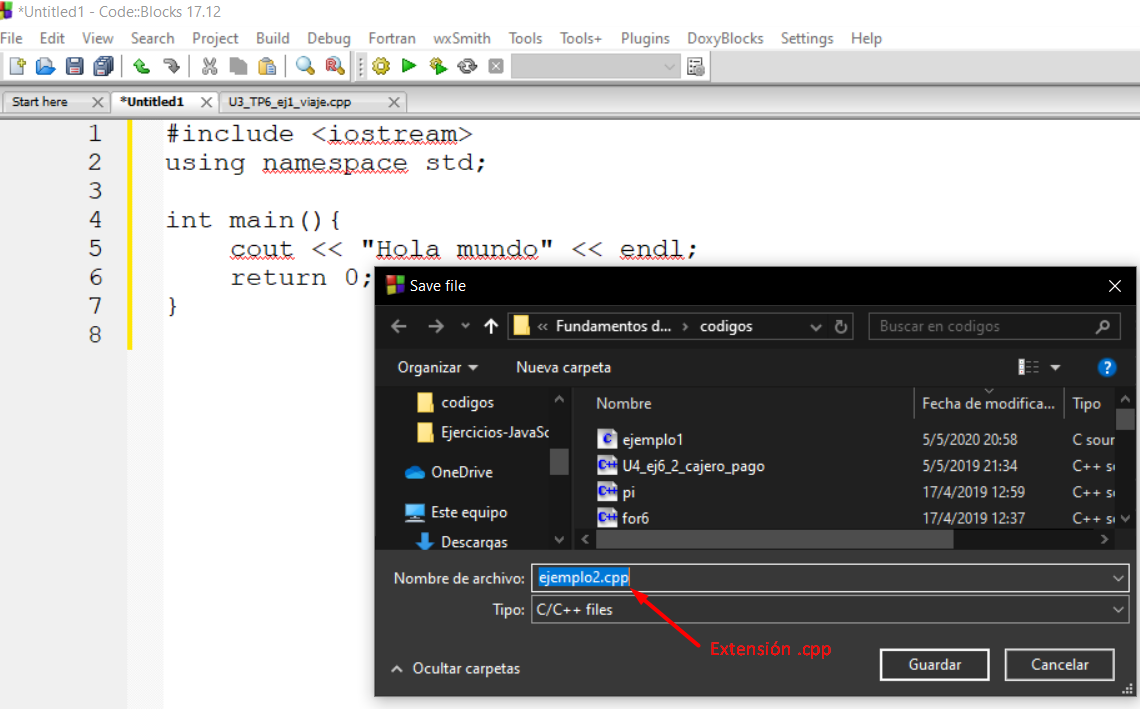 *Untitled1 - Code::Blocks 17.12
File Edit View Search Project Build Debug Fortran wxSmith Tools Tools+ Plugins DoxyBlocks Settings Help
Start here *Untitled1 U3_TP6_ej1_viaje.cpp
1 #include <iostream>
2 using namespace std;
3
4 int main(){
5 cout << "Hola mundo" << endl;
6 return 0;
7 }
8
Save file
« Fundamentos d... › codigos
Buscar en codigos
Organizar Nueva carpeta
codigos
Ejercicios-JavaSc
OneDrive
Este equipo
Descargas
Nombre Fecha de modifica... Tipo
ejemplo1 5/5/2020 20:58 C sour
U4_ej6_2_cajero_pago 5/5/2019 21:34 C++ so
pi 17/4/2019 12:59 C++ so
for6 17/4/2019 12:37 C++ so
Nombre de archivo: ejemplo2.cpp
Tipo: C/C++ files
Extensión .cpp
Ocultar carpetas
Guardar Cancelar